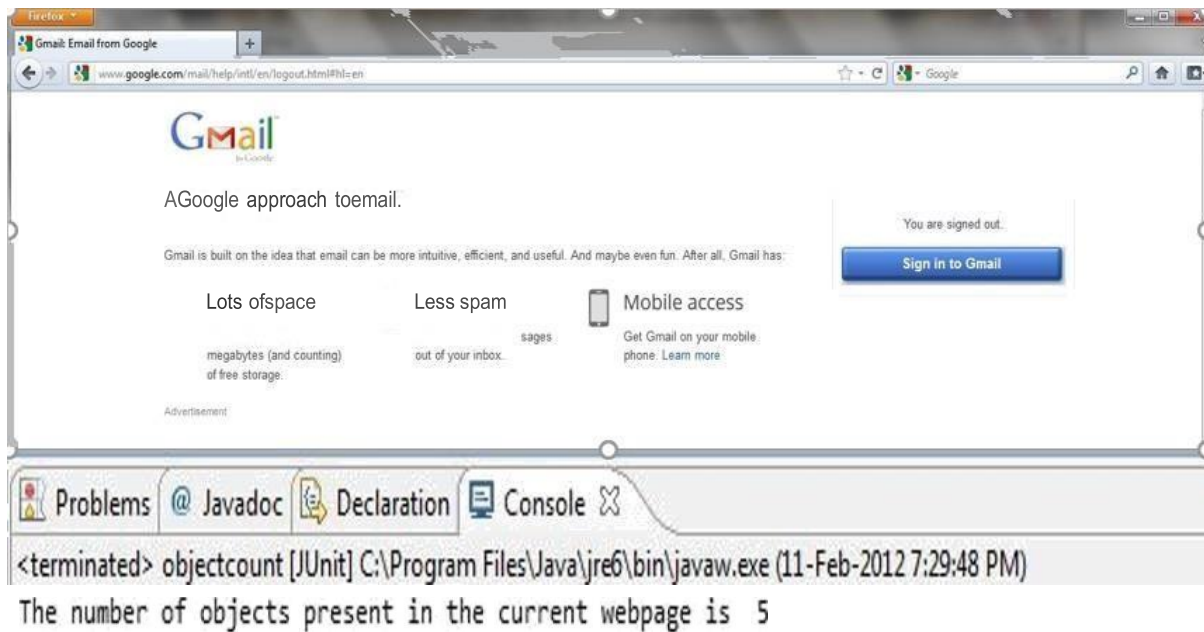 Firefox
Gmail: Email from Google
www.google.com/mail/help/intl/en/logout.html#hl=en
Google
Gmail
by Google
AGoogle approach toemail.
You are signed out.
Gmail is built on the idea that email can be more intuitive, efficient, and useful. And maybe even fun. After all, Gmail has:
Sign in to Gmail
Lots ofspace
megabytes (and counting)
of free storage.
Less spam
sages
out of your inbox.
Mobile access
Get Gmail on your mobile
phone. Learn more
Advertisement
Problems @ Javadoc Declaration Console
<terminated> objectcount [JUnit] C:\Program Files\Java\jre6\bin\javaw.exe (11-Feb-2012 7:29:48 PM)
The number of objects present in the current webpage is 5